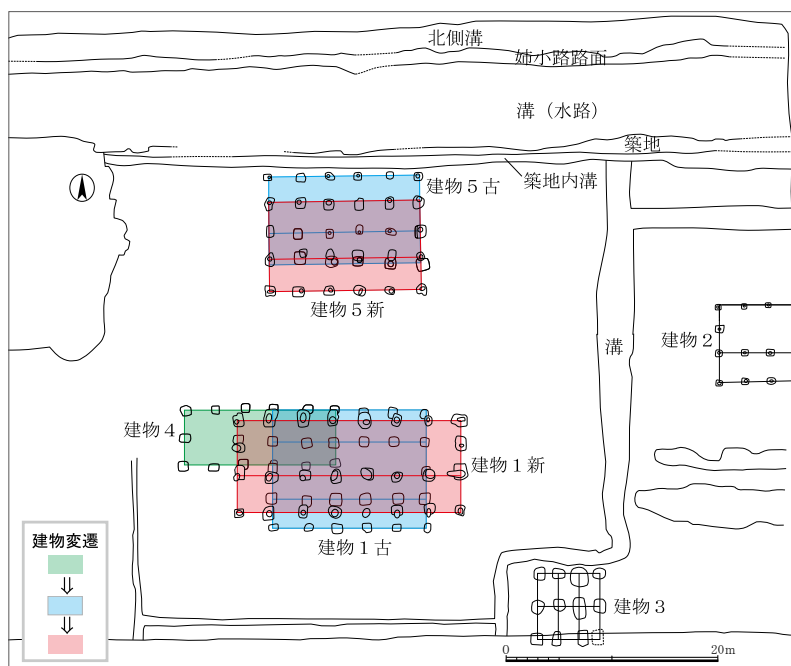 北側溝
姉小路路面
溝（水路）
築地
築地内溝
建物５古
建物５新
溝
建物２
建物４
建物１新
建物１古
建物３
建物変遷
0
20m